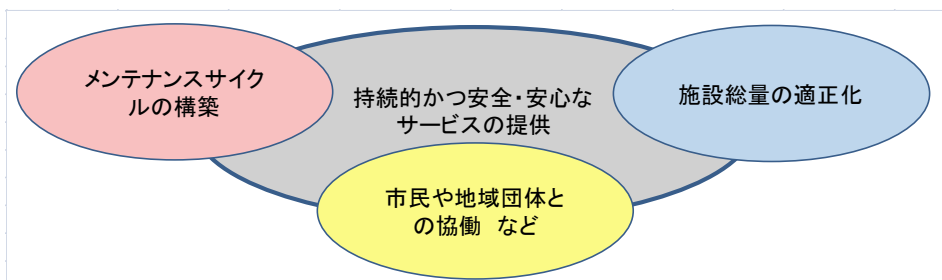 メンテナンスサイク
ルの構築
持続的かつ安全・安心な
サービスの提供
施設総量の適正化
市民や地域団体と
の協働　など